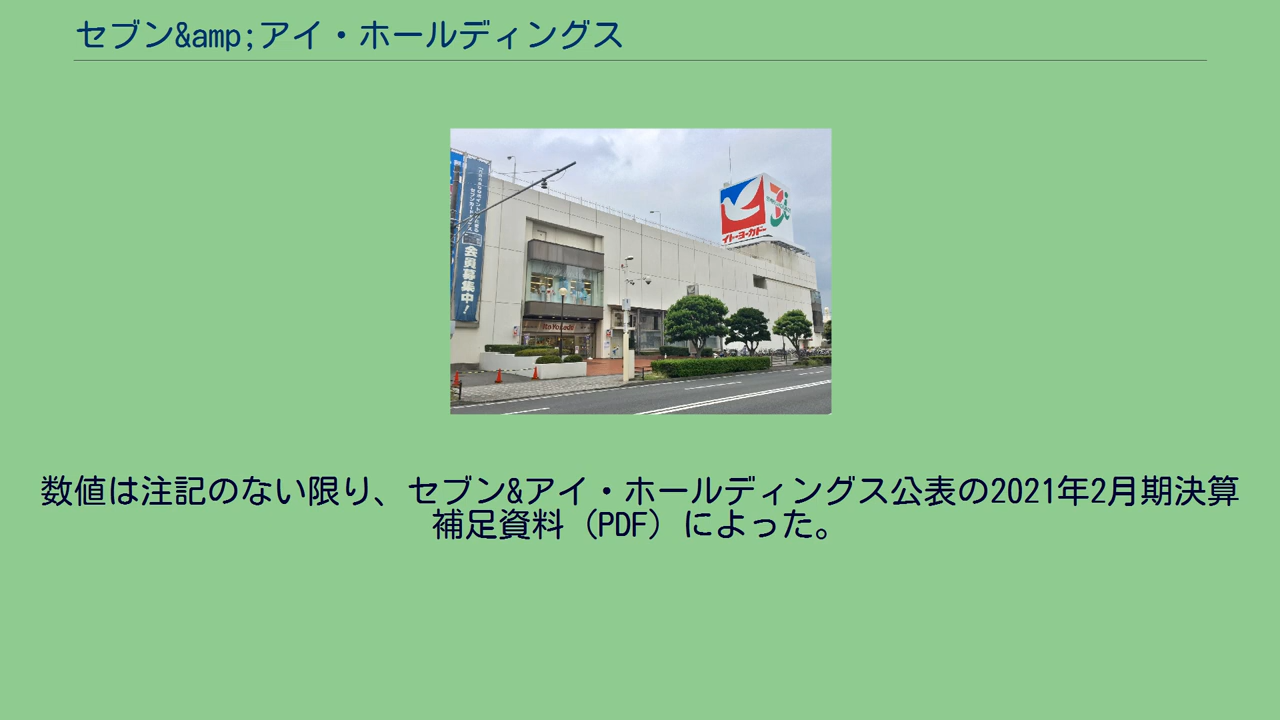 セブン&amp;アイ・ホールディングス
イトーヨーカドー
会員募集中!
Ito Yokado
数値は注記のない限り、セブン&アイ・ホールディングス公表の2021年2月期決算
補足資料（PDF）によった。